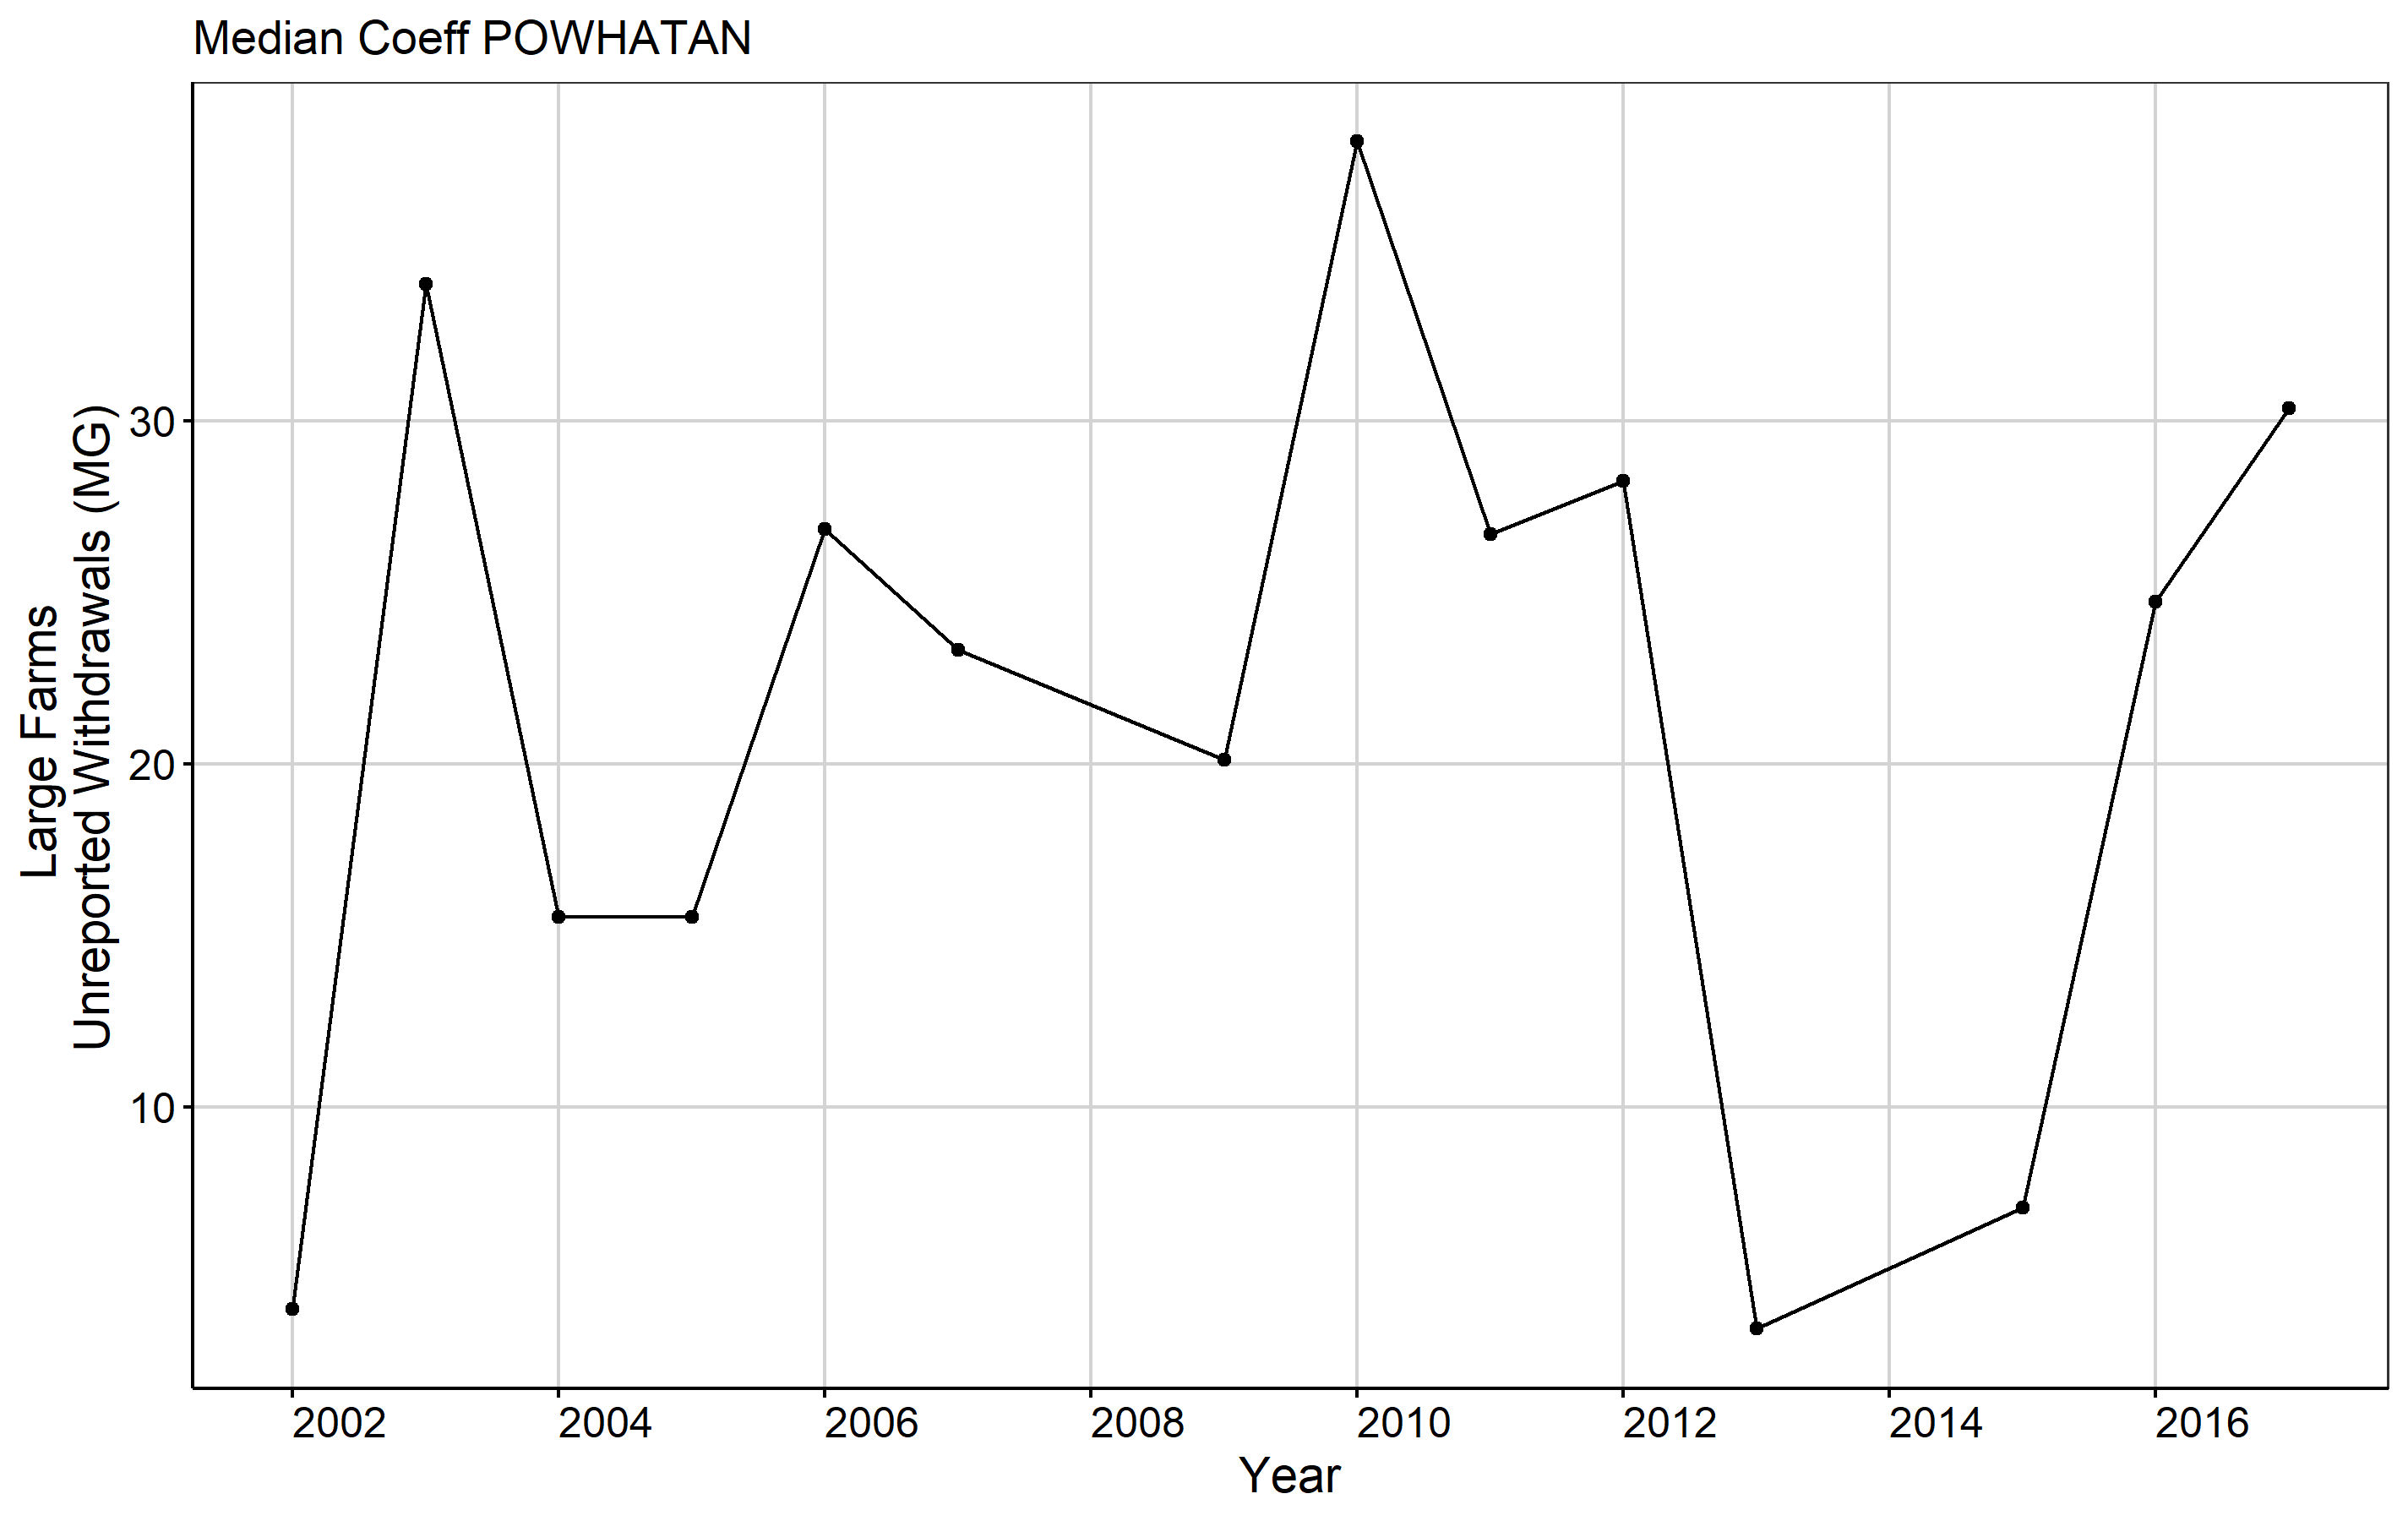 Median Coeff POWHATAN
Large Farms
Unreported Withdrawals (MG)
30
20
10
2002 2004 2006 2008 2010 2012 2014 2016
Year